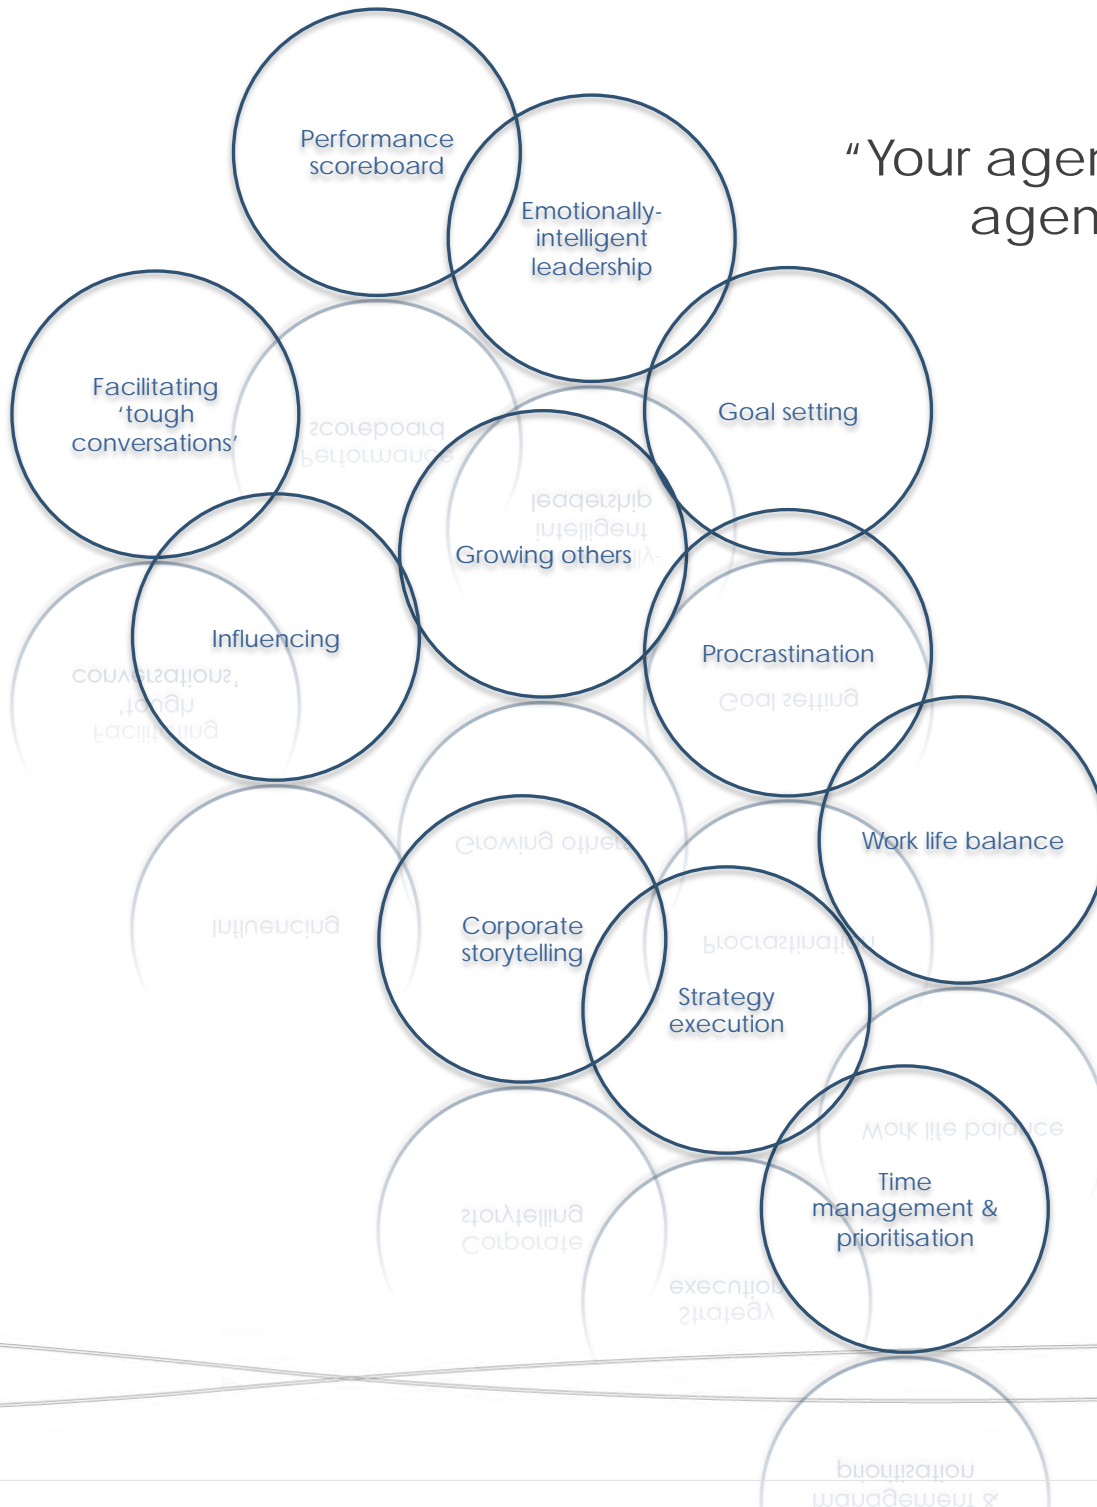 Performance
scoreboard
"Your agen
agen
Emotionally-
intelligent
leadership
Facilitating
‘tough
conversations’
Goal setting
Growing others
Influencing
Procrastination
Work life balance
Corporate
storytelling
Strategy
execution
Time
management &
prioritisation